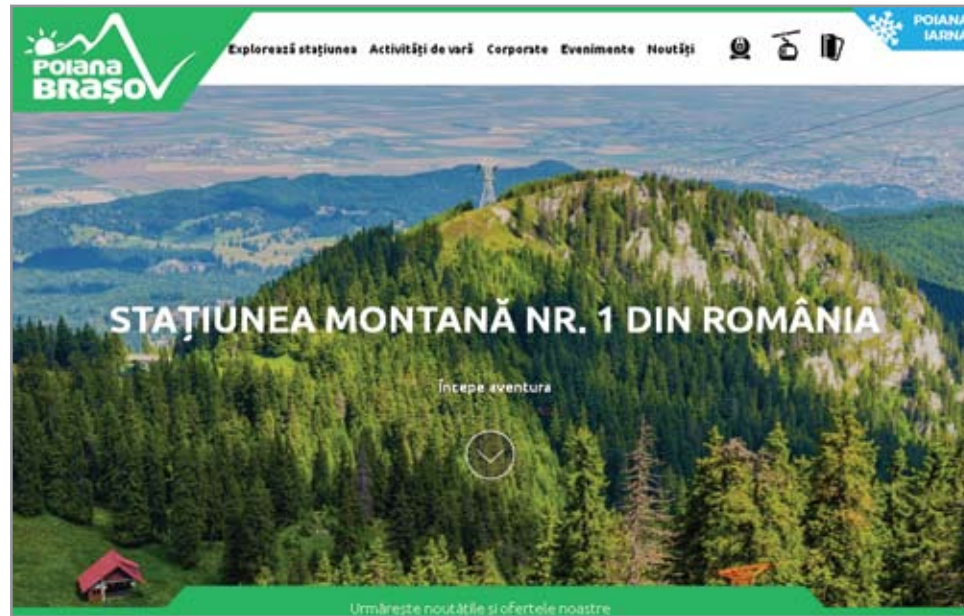 POIANA
BRAȘOV
Explorează stațiunea Activități de vară Corporate Evenimente Noutăți
POIANA
IARNA
STAȚIUNEA MONTANĂ NR. 1 DIN ROMÂNIA
Începe aventura
Urmărește noutățile și ofertele noastre